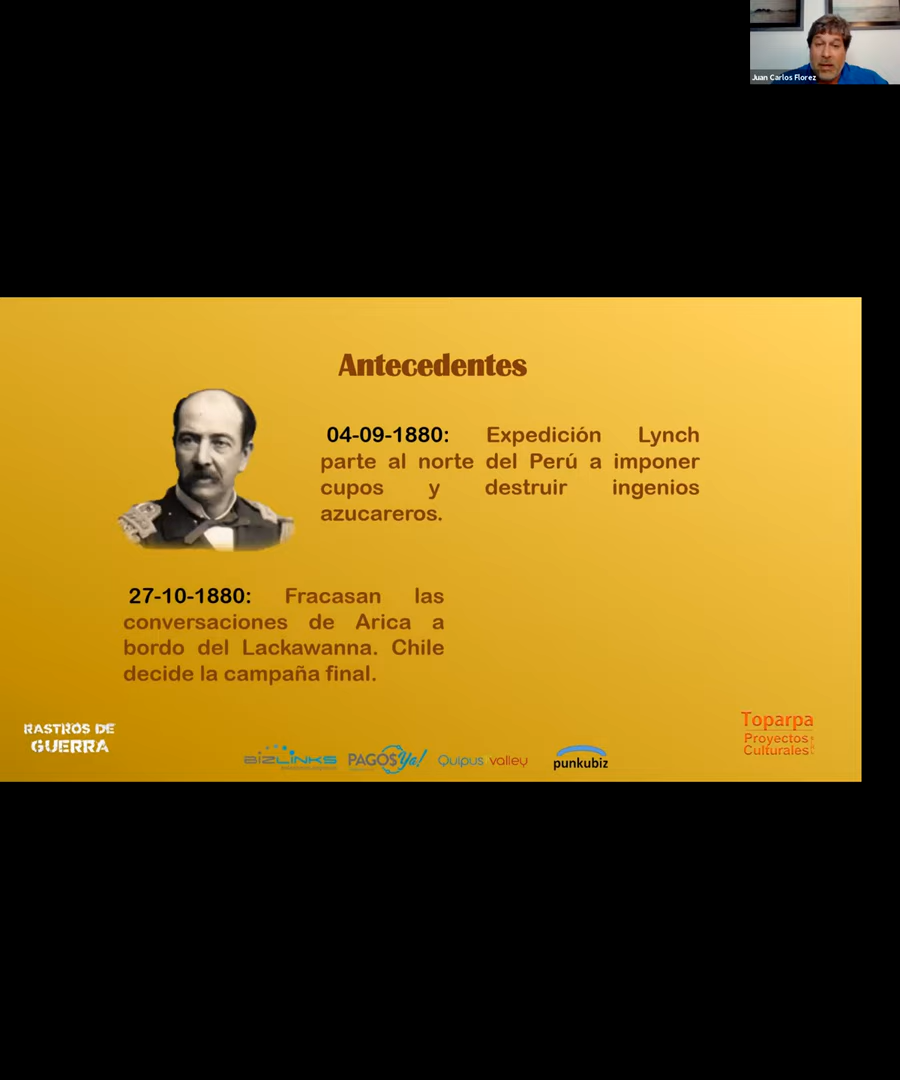 Juan Carlos Florez
Antecedentes
04-09-1880: Expedición Lynch
parte al norte del Perú a imponer
cupos y destruir ingenios
azucareros.
27-10-1880: Fracasan las
conversaciones de Arica a
bordo del Lackawanna. Chile
decide la campaña final.
RASTROS DE
GUERRA
BIZLINKS
PAGOSYa!
Quipus valley
punkubiz
Toparpa
Proyectos
Culturales